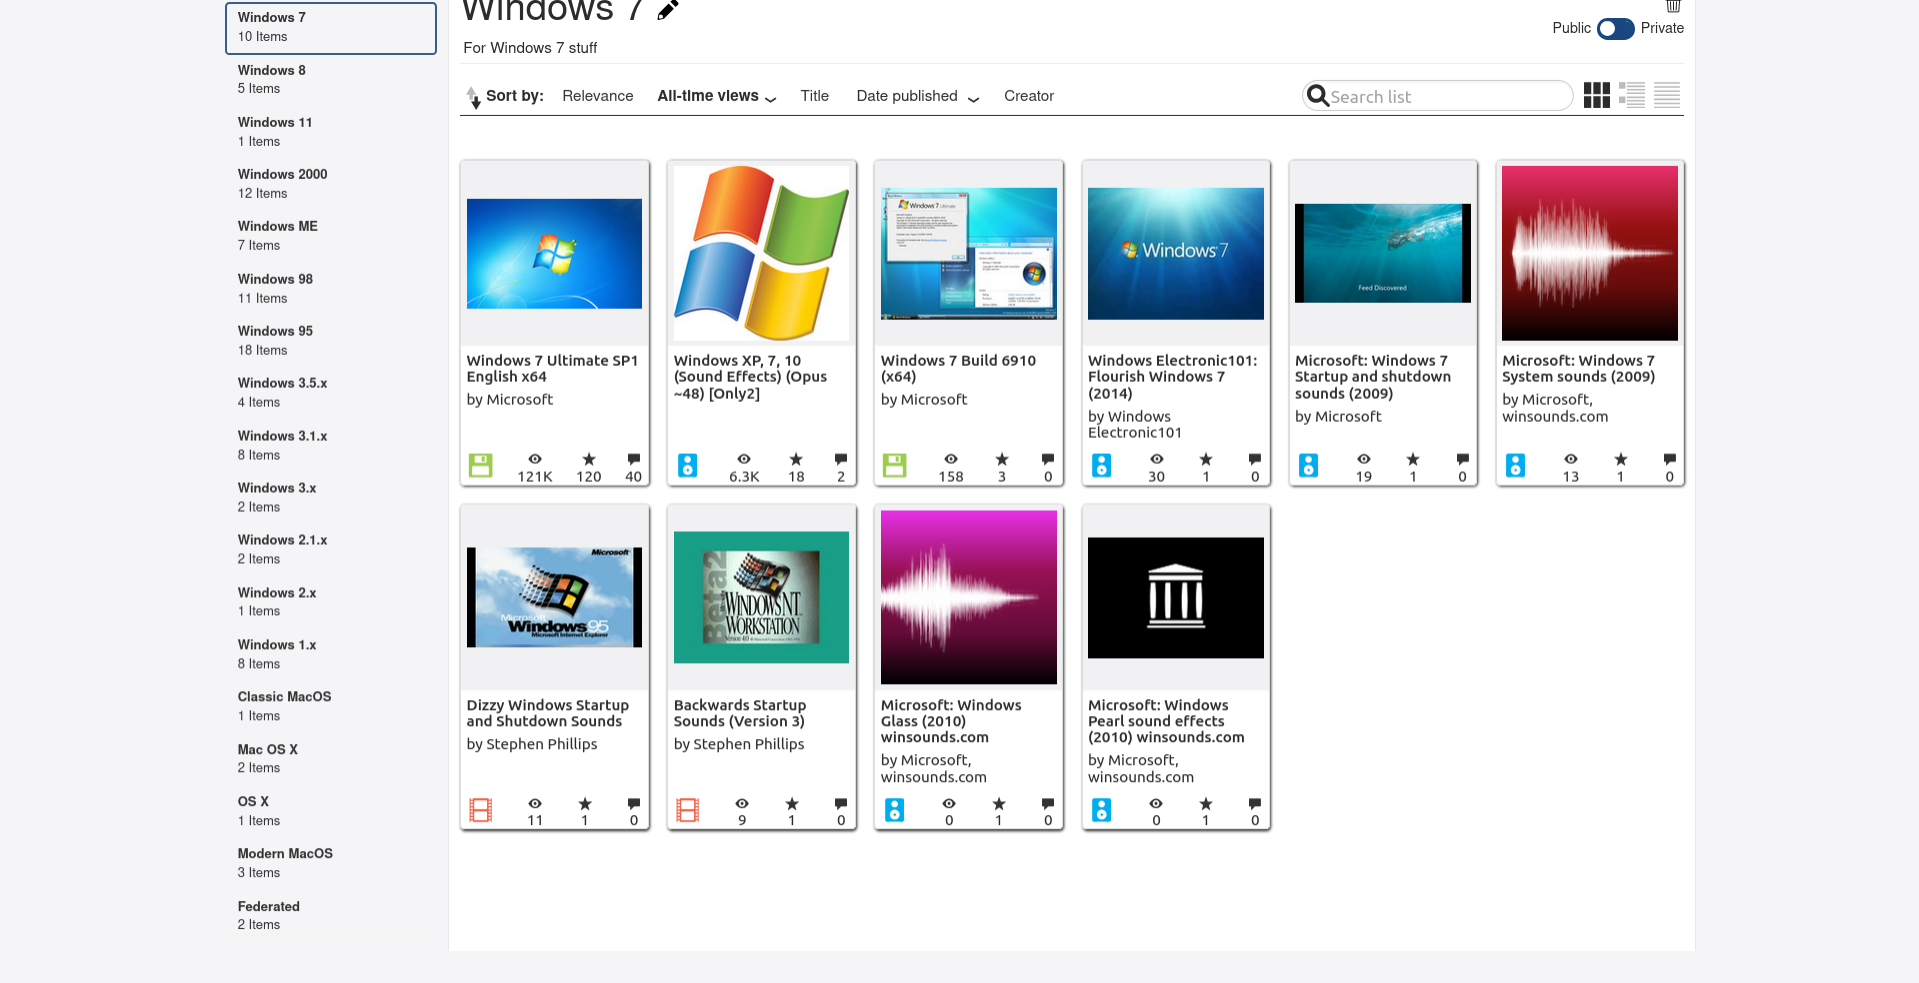 Windows 7
10 Items
Windows 8
5 Items
Windows 11
1 Items
Windows 2000
12 Items
Windows ME
7 Items
Windows 98
11 Items
Windows 95
18 Items
Windows 3.5.x
4 Items
Windows 3.1.x
8 Items
Windows 3.x
2 Items
Windows 2.1.x
2 Items
Windows 2.x
1 Items
Windows 1.x
8 Items
Classic MacOS
1 Items
Mac OS X
2 Items
OS X
1 Items
Modern MacOS
3 Items
Federated
2 Items
Windows 7
For Windows 7 stuff
Public Private
Sort by: Relevance All-time views Title Date published Creator
Search list
Windows 7 Ultimate SP1
English x64
by Microsoft
121K 120 40
Windows XP, 7, 10
(Sound Effects) (Opus
~48) [Only2]
6.3K 18 2
Windows 7 Ultimate
Windows 7 Build 6910
(x64)
by Microsoft
158 3 0
Windows 7
Windows Electronic101:
Flourish Windows 7
(2014)
by Windows
Electronic101
30 1 0
Feed Discovered
Microsoft: Windows 7
Startup and shutdown
sounds (2009)
by Microsoft
19 1 0
Microsoft: Windows 7
System sounds (2009)
by Microsoft,
winsounds.com
13 1 0
Microsoft
Microsoft
Windows 95
Microsoft Internet Explorer
Dizzy Windows Startup
and Shutdown Sounds
by Stephen Phillips
11 1 0
Beta2
WINDOWS NT
WORKSTATION
Version 4.0
Backwards Startup
Sounds (Version 3)
by Stephen Phillips
9 1 0
Microsoft: Windows
Glass (2010)
winsounds.com
by Microsoft,
winsounds.com
0 1 0
Microsoft: Windows
Pearl sound effects
(2010) winsounds.com
by Microsoft,
winsounds.com
0 1 0